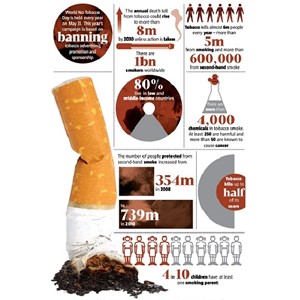 World No Tobacco
Day is held every year
on May 31. This year's
campaign is based on
banning
tobacco advertising,
promotion and
sponsorship
The annual death toll
from tobacco could rise
to more than
8m
by 2030 unless action is taken
There are
1bn
smokers worldwide
80%
live in low and
middle-income countries
Tobacco kills almost six people
every year – more than
5m
from smoking and more than
600,000
from second-hand smoke
There are more than
4,000
chemicals in tobacco smoke.
At least 250 are harmful and
more than 50 are known to
cause cancer
The number of people protected from
second-hand smoke increased from
354m
in 2008
to
739m
in 2010
Tobacco
kills up to
half
of its
users
4 in 10 children have at least
one smoking parent